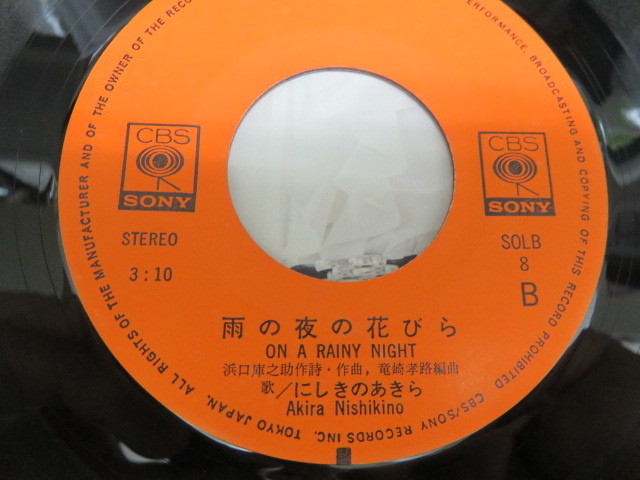 ALL RIGHTS OF THE MANUFACTURER AND OF THE OWNER OF THE RECOR
ERFORMANCE, BROADCASTING AND COPYING OF THIS RECORD PROHIBITED
CBS/SONY RECORDS INC. TOKYO JAPAN.
CBS
SONY
CBS
SONY
STEREO
3:10
SOLB
8
B
雨の夜の花びら
ON A RAINY NIGHT
浜口庫之助作詩・作曲, 竜崎孝路編曲
歌/にしきのあきら
Akira Nishikino